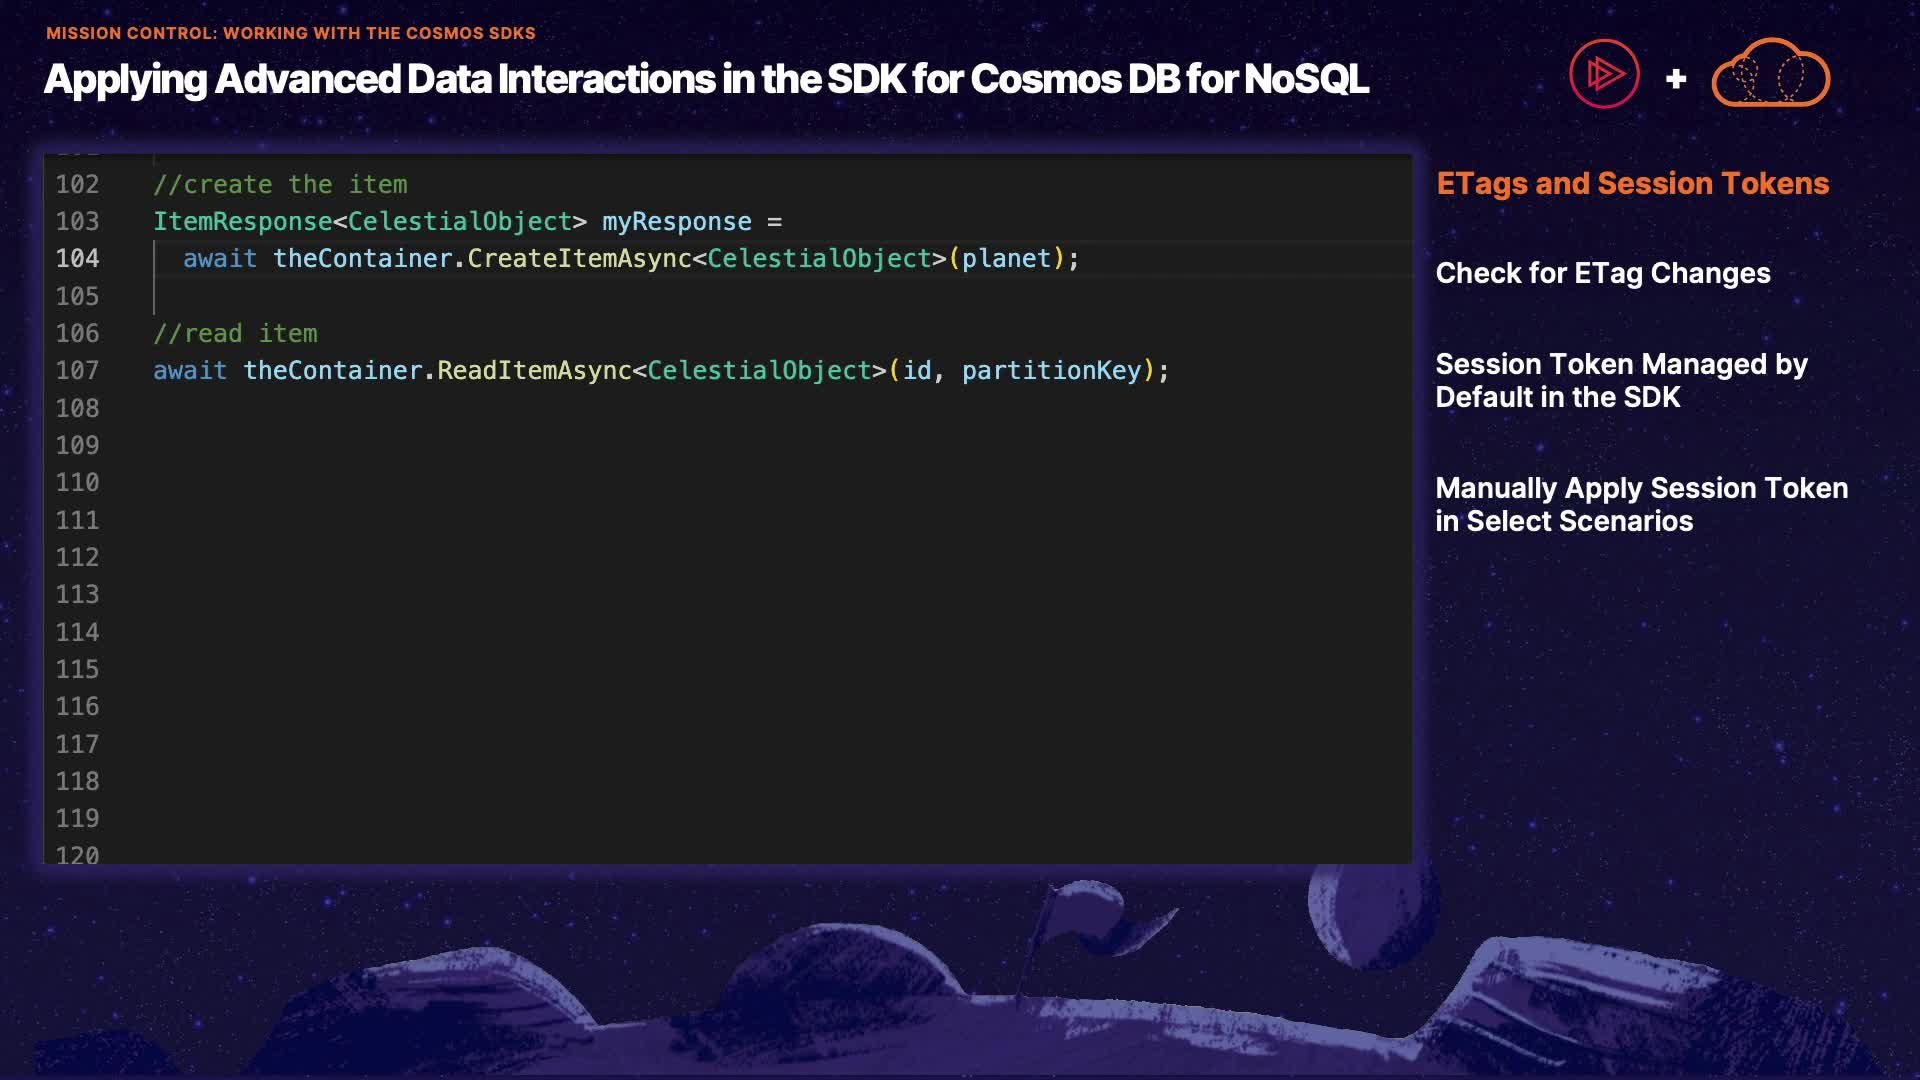 MISSION CONTROL: WORKING WITH THE COSMOS SDKS
Applying Advanced Data Interactions in the SDK for Cosmos DB for NoSQL
+
102 //create the item
103 ItemResponse<CelestialObject> myResponse =
104 await theContainer.CreateItemAsync<CelestialObject>(planet);
105
106 //read item
107 await theContainer.ReadItemAsync<CelestialObject>(id, partitionKey);
108
109
110
111
112
113
114
115
116
117
118
119
120
ETags and Session Tokens
Check for ETag Changes
Session Token Managed by
Default in the SDK
Manually Apply Session Token
in Select Scenarios